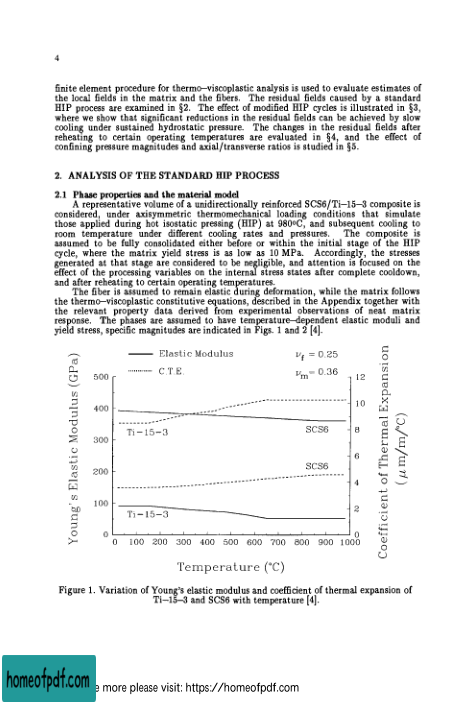 4
finite element procedure for thermo—viscoplastic analysis is used to evaluate estimates of
the local fields in the matrix and the fibers. The residual fields caused by a standard
HIP process are examined in §2. The effect of modified HIP cycles is illustrated in §3,
where we show that significant reductions in the residual fields can be achieved by slow
cooling under sustained hydrostatic pressure. The changes in the residual fields after
reheating to certain operating temperatures are evaluated in §4, and the effect of
confining pressure magnitudes and axial/transverse ratios is studied in §5.
2. ANALYSIS OF THE STANDARD HIP PROCESS
2.1 Phase properties and the material model
A representative volume of a unidirectionally reinforced SCS6/Ti—15—3 composite is
considered, under axisymmetric thermomechanical loading conditions that simulate
those applied during hot isostatic pressing (HIP) at 980ºC, and subsequent cooling to
room temperature under different cooling rates and pressures. The composite is
assumed to be fully consolidated either before or within the initial stage of the HIP
cycle, where the matrix yield stress is as low as 10 MPa. Accordingly, the stresses
generated at that stage are considered to be negligible, and attention is focused on the
effect of the processing variables on the internal stress states after complete cooldown,
and after reheating to certain operating temperatures.
The fiber is assumed to remain elastic during deformation, while the matrix follows
the thermo—viscoplastic constitutive equations, described in the Appendix together with
the relevant property data derived from experimental observations of neat matrix
response. The phases are assumed to have temperature—dependent elastic moduli and
yield stress, specific magnitudes are indicated in Figs. 1 and 2 [4].
Elastic Modulus
C.T.E.
νf = 0.25
νm= 0.36
Young's Elastic Modulus (GPa)
500
400
300
200
100
0
Ti−15−3
SCS6
SCS6
Ti−15−3
12
10
8
6
4
2
0
Coefficient of Thermal Expansion
(μm/m/°C)
0 100 200 300 400 500 600 700 800 900 1000
Temperature (°C)
Figure 1. Variation of Young's elastic modulus and coefficient of thermal expansion of
Ti—15—3 and SCS6 with temperature [4].
homeofpdf.com
e more please visit: https://homeofpdf.com